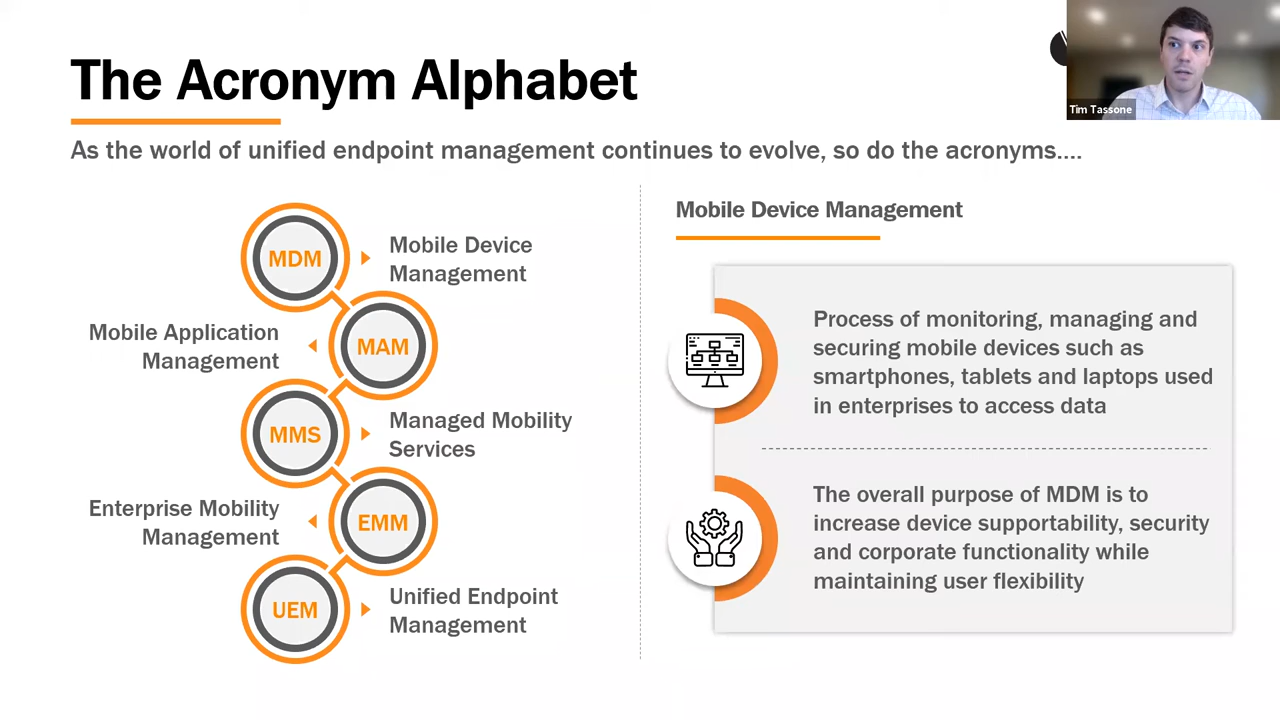 The Acronym Alphabet
Tim Tassone
As the world of unified endpoint management continues to evolve, so do the acronyms....
MDM
Mobile Device
Management
Mobile Application
Management
MAM
MMS
Managed Mobility
Services
Enterprise Mobility
Management
EMM
UEM
Unified Endpoint
Management
Mobile Device Management
Process of monitoring, managing and
securing mobile devices such as
smartphones, tablets and laptops used
in enterprises to access data
The overall purpose of MDM is to
increase device supportability, security
and corporate functionality while
maintaining user flexibility